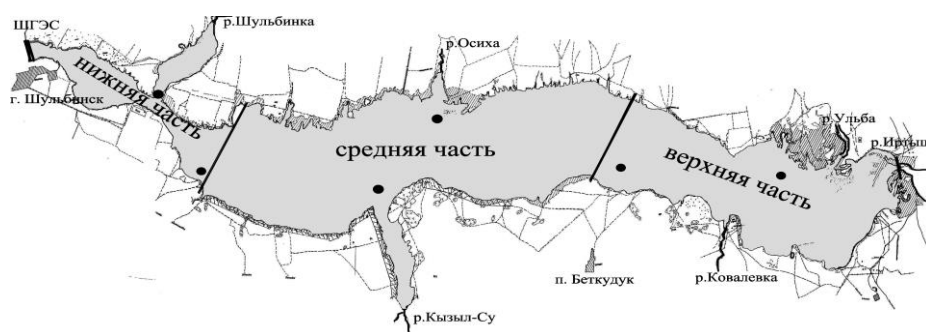 ШГЭС
р.Шульбинка
р.Осиха
нижняя часть
г. Шульбинск
р.Ульба
р.Иртыш
средняя часть
верхняя часть
п. Беткудук
р.Ковалевка
р.Кызыл-Су